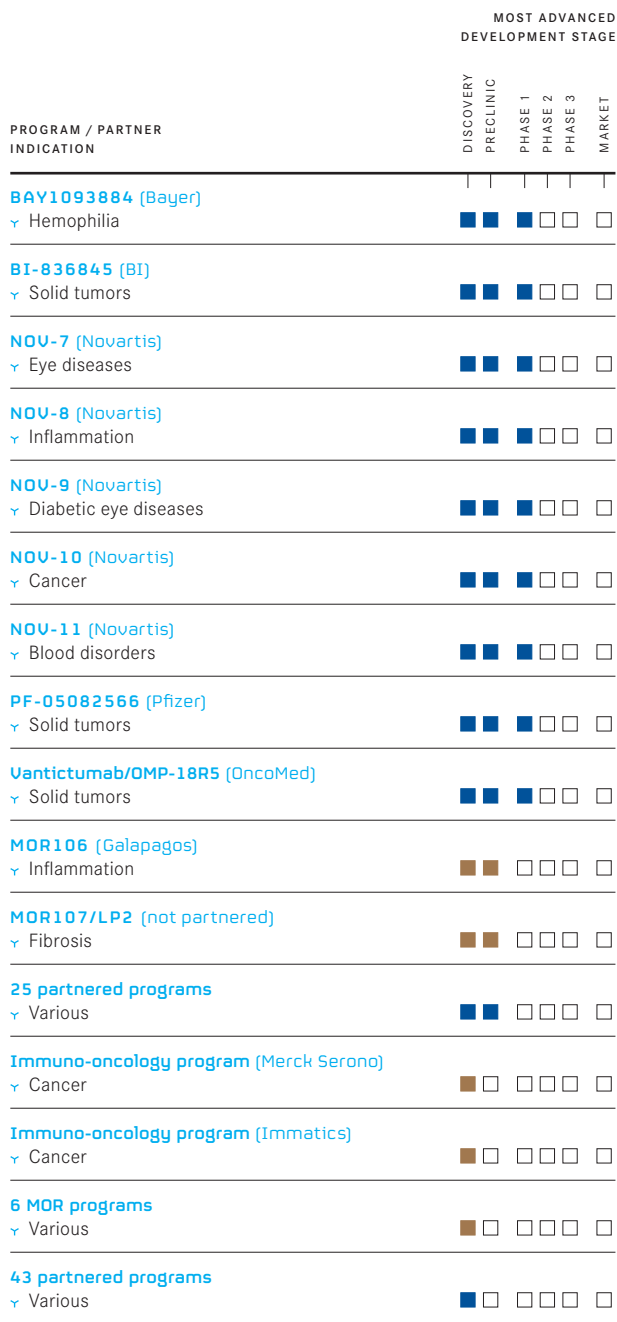 MOST ADVANCED
DEVELOPMENT STAGE
PROGRAM / PARTNER
INDICATION
DISCOVERY
PRECLINIC
PHASE 1
PHASE 2
PHASE 3
MARKET
BAY1093884 (Bayer)
Hemophilia
BI-836845 (BI)
Solid tumors
NOV-7 (Novartis)
Eye diseases
NOV-8 (Novartis)
Inflammation
NOV-9 (Novartis)
Diabetic eye diseases
NOV-10 (Novartis)
Cancer
NOV-11 (Novartis)
Blood disorders
PF-05082566 (Pfizer)
Solid tumors
Vantictumab/OMP-18R5 (OncoMed)
Solid tumors
MOR106 (Galapagos)
Inflammation
MOR107/LP2 (not partnered)
Fibrosis
25 partnered programs
Various
Immuno-oncology program (Merck Serono)
Cancer
Immuno-oncology program (Immatics)
Cancer
6 MOR programs
Various
43 partnered programs
Various